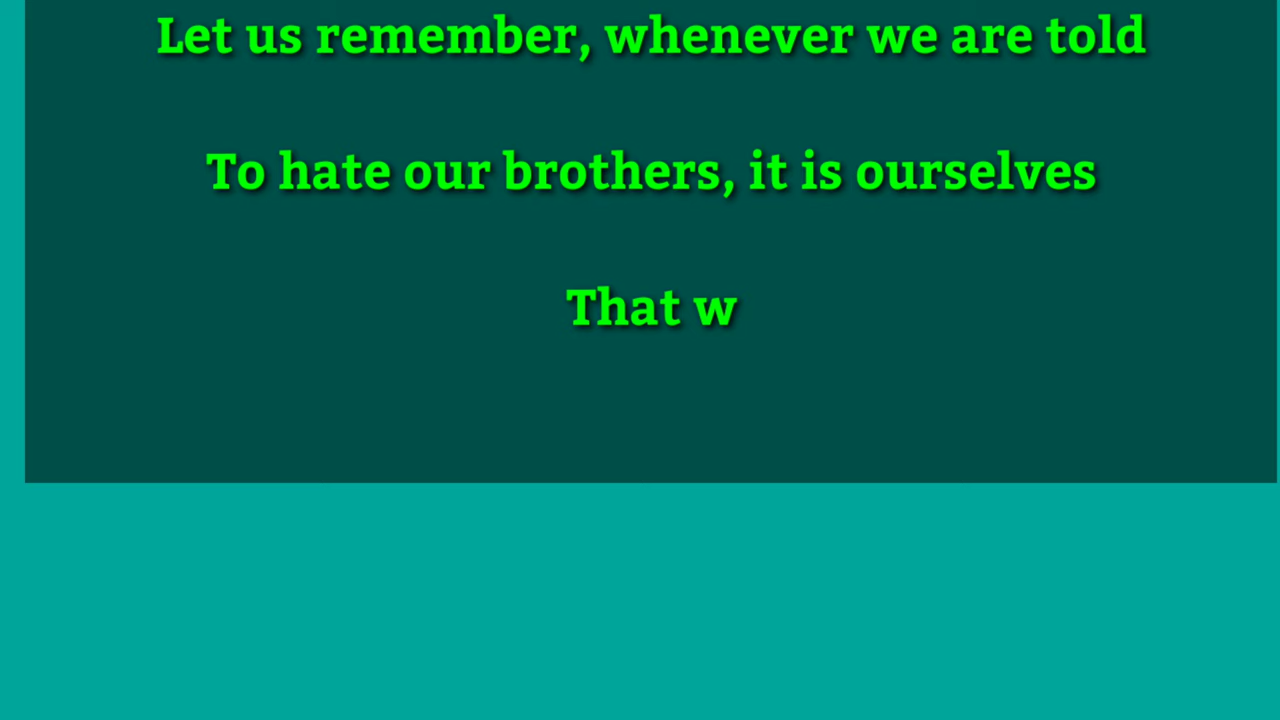 Let us remember, whenever we are told
To hate our brothers, it is ourselves
That w